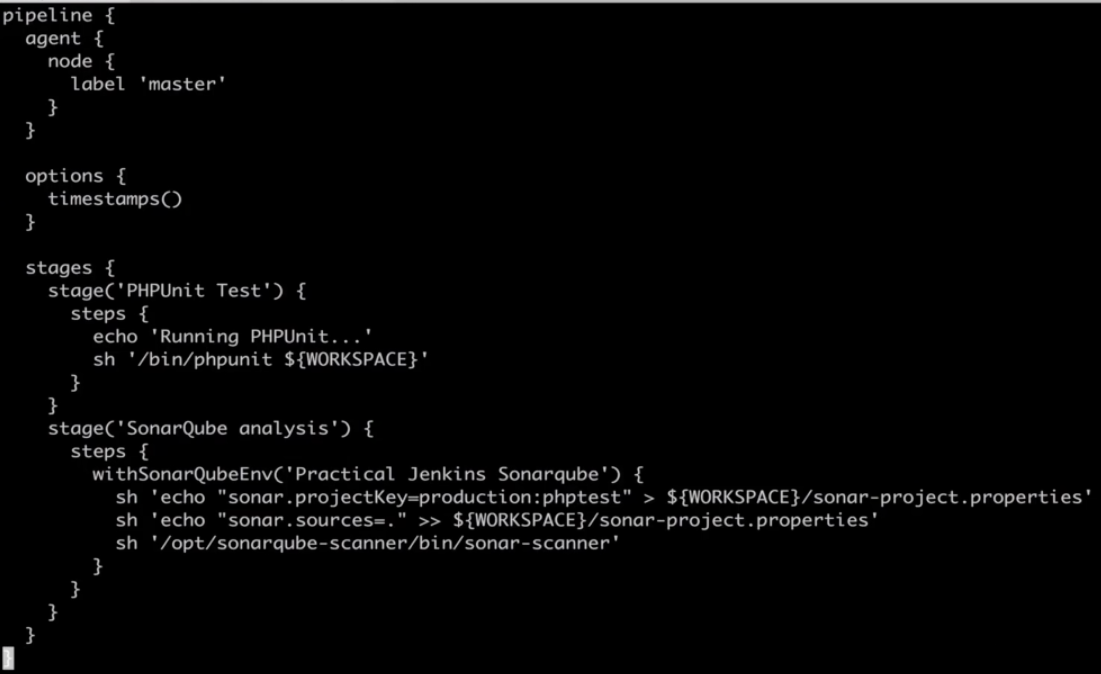 pipeline {
  agent {
    node {
      label 'master'
    }
  }

  options {
    timestamps()
  }

  stages {
    stage('PHPUnit Test') {
      steps {
        echo 'Running PHPUnit...'
        sh '/bin/phpunit ${WORKSPACE}'
      }
    }
    stage('SonarQube analysis') {
      steps {
        withSonarQubeEnv('Practical Jenkins Sonarqube') {
          sh 'echo "sonar.projectKey=production:phptest" > ${WORKSPACE}/sonar-project.properties'
          sh 'echo "sonar.sources=." >> ${WORKSPACE}/sonar-project.properties'
          sh '/opt/sonarqube-scanner/bin/sonar-scanner'
        }
      }
    }
  }
}